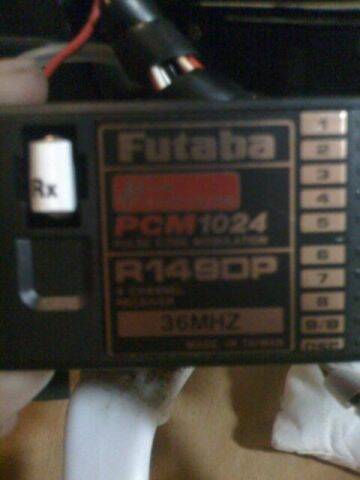 Rx
Futaba
PCM1024
PULSE CODE MODULATION
R149DP
9 CHANNEL
RECEIVER
36MHZ
MADE IN TAIWAN
1
2
3
4
5
6
7
8
9/B
DSC